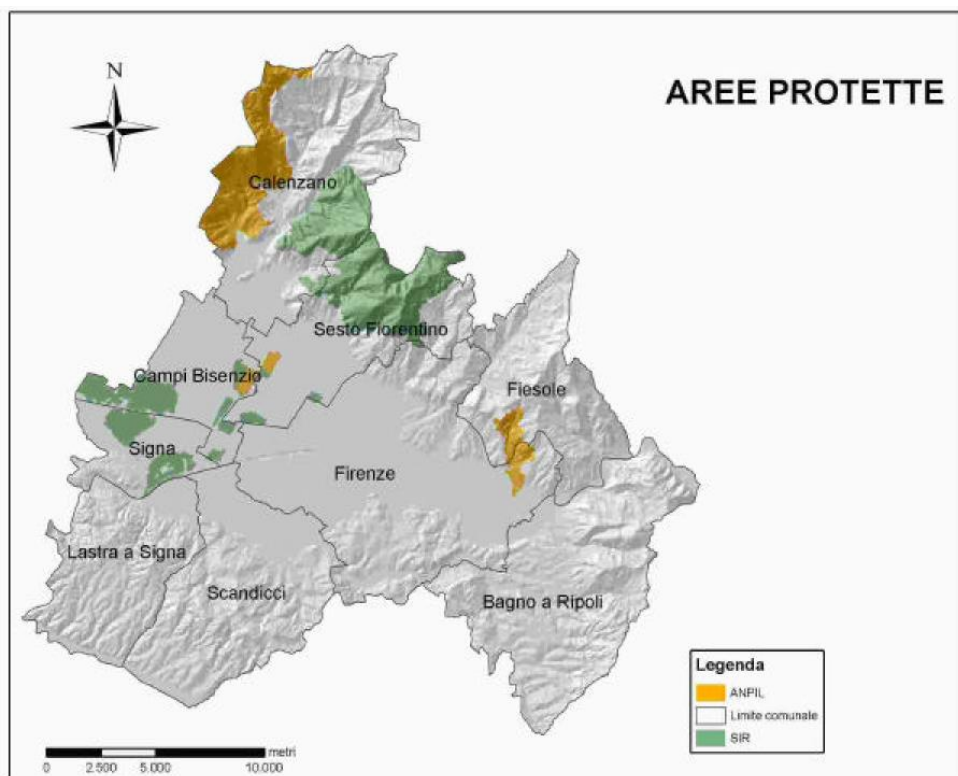 AREE PROTETTE
N
Calenzano
Sesto Fiorentino
Campi Bisenzio
Fiesole
Signa
Firenze
Lastra a Signa
Scandicci
Bagno a Ripoli
Legenda
ANPIL
Limite comunale
SIR
metri
0 2.500 5.000 10.000